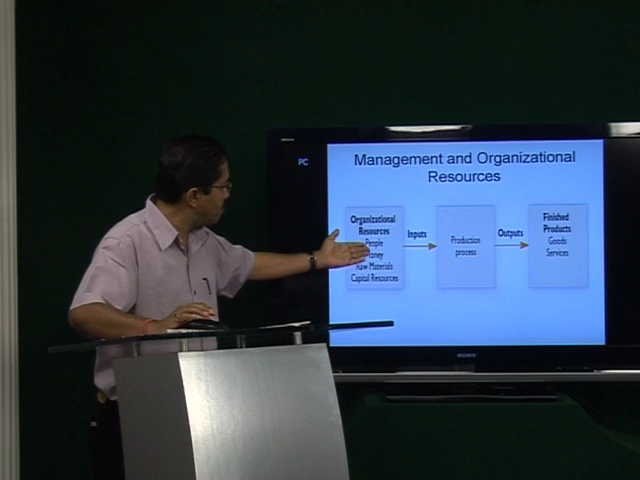 PC
Management and Organizational
Resources
Organizational
Resources
People
Money
Raw Materials
Capital Resources
Inputs
Production
process
Outputs
Finished
Products
Goods
Services
SONY